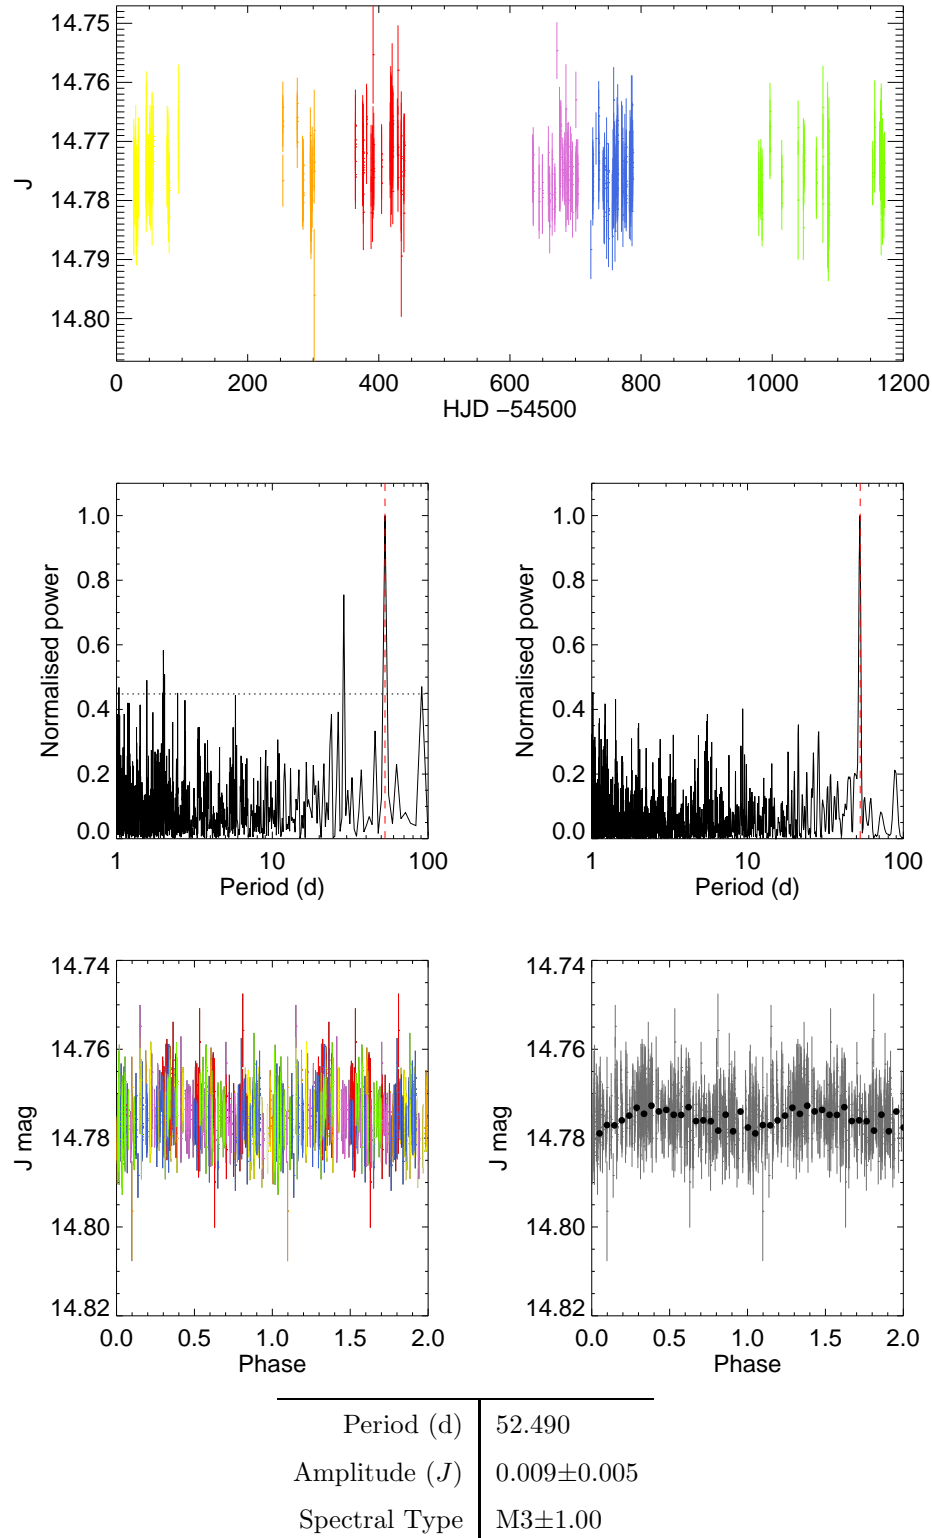 14.75
14.76
14.77
14.78
14.79
14.80
J
0 200 400 600 800 1000 1200
HJD −54500
1.0
0.8
0.6
0.4
0.2
0.0
Normalised power
1 10 100
Period (d)
1.0
0.8
0.6
0.4
0.2
0.0
Normalised power
1 10 100
Period (d)
14.74
14.76
14.78
14.80
14.82
J mag
0.0 0.5 1.0 1.5 2.0
Phase
14.74
14.76
14.78
14.80
14.82
J mag
0.0 0.5 1.0 1.5 2.0
Phase
Period (d) 52.490
Amplitude (J) 0.009±0.005
Spectral Type M3±1.00